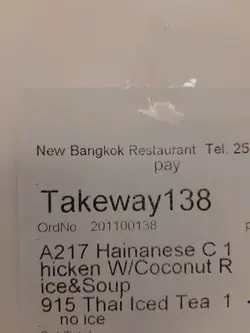 New Bangkok Restaurant Tel. 25
pay
Takeway138
OrdNo. 201100138
A217 Hainanese C 1
hicken W/Coconut R
ice&Soup
915 Thai Iced Tea 1
no ice